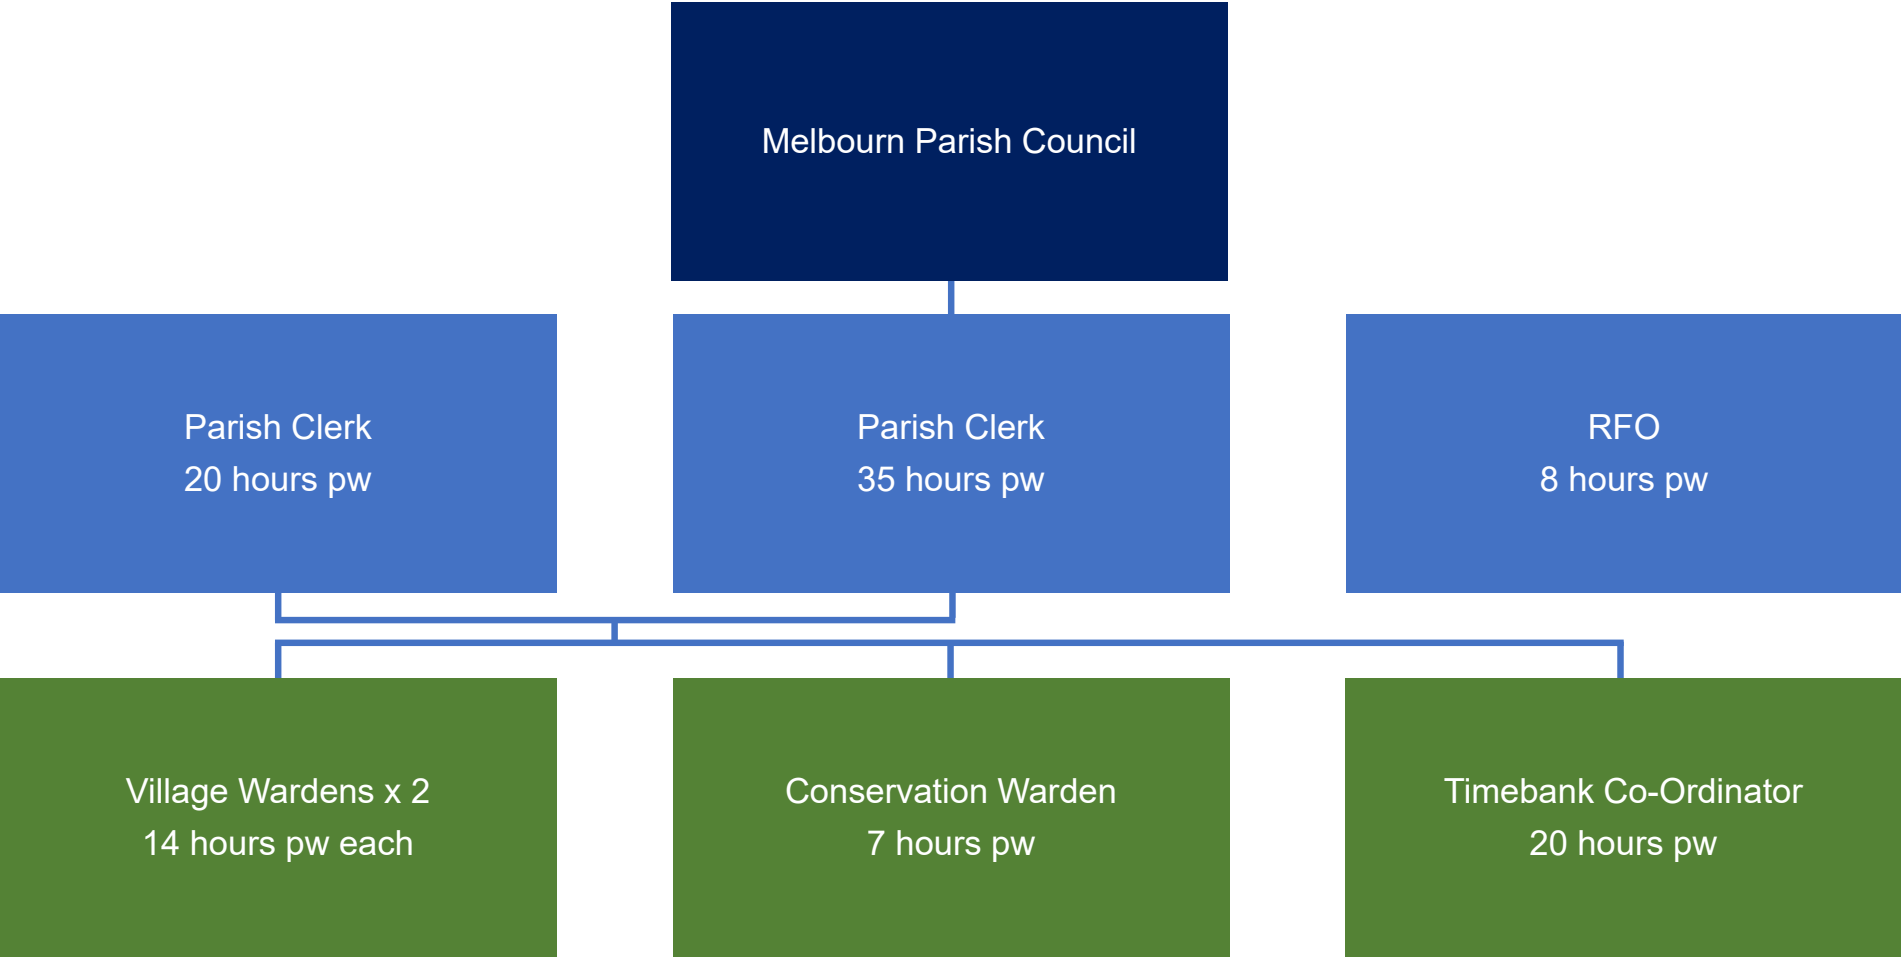 Melbourn Parish Council
Parish Clerk
20 hours pw
Parish Clerk
35 hours pw
RFO
8 hours pw
Village Wardens x 2
14 hours pw each
Conservation Warden
7 hours pw
Timebank Co-Ordinator
20 hours pw